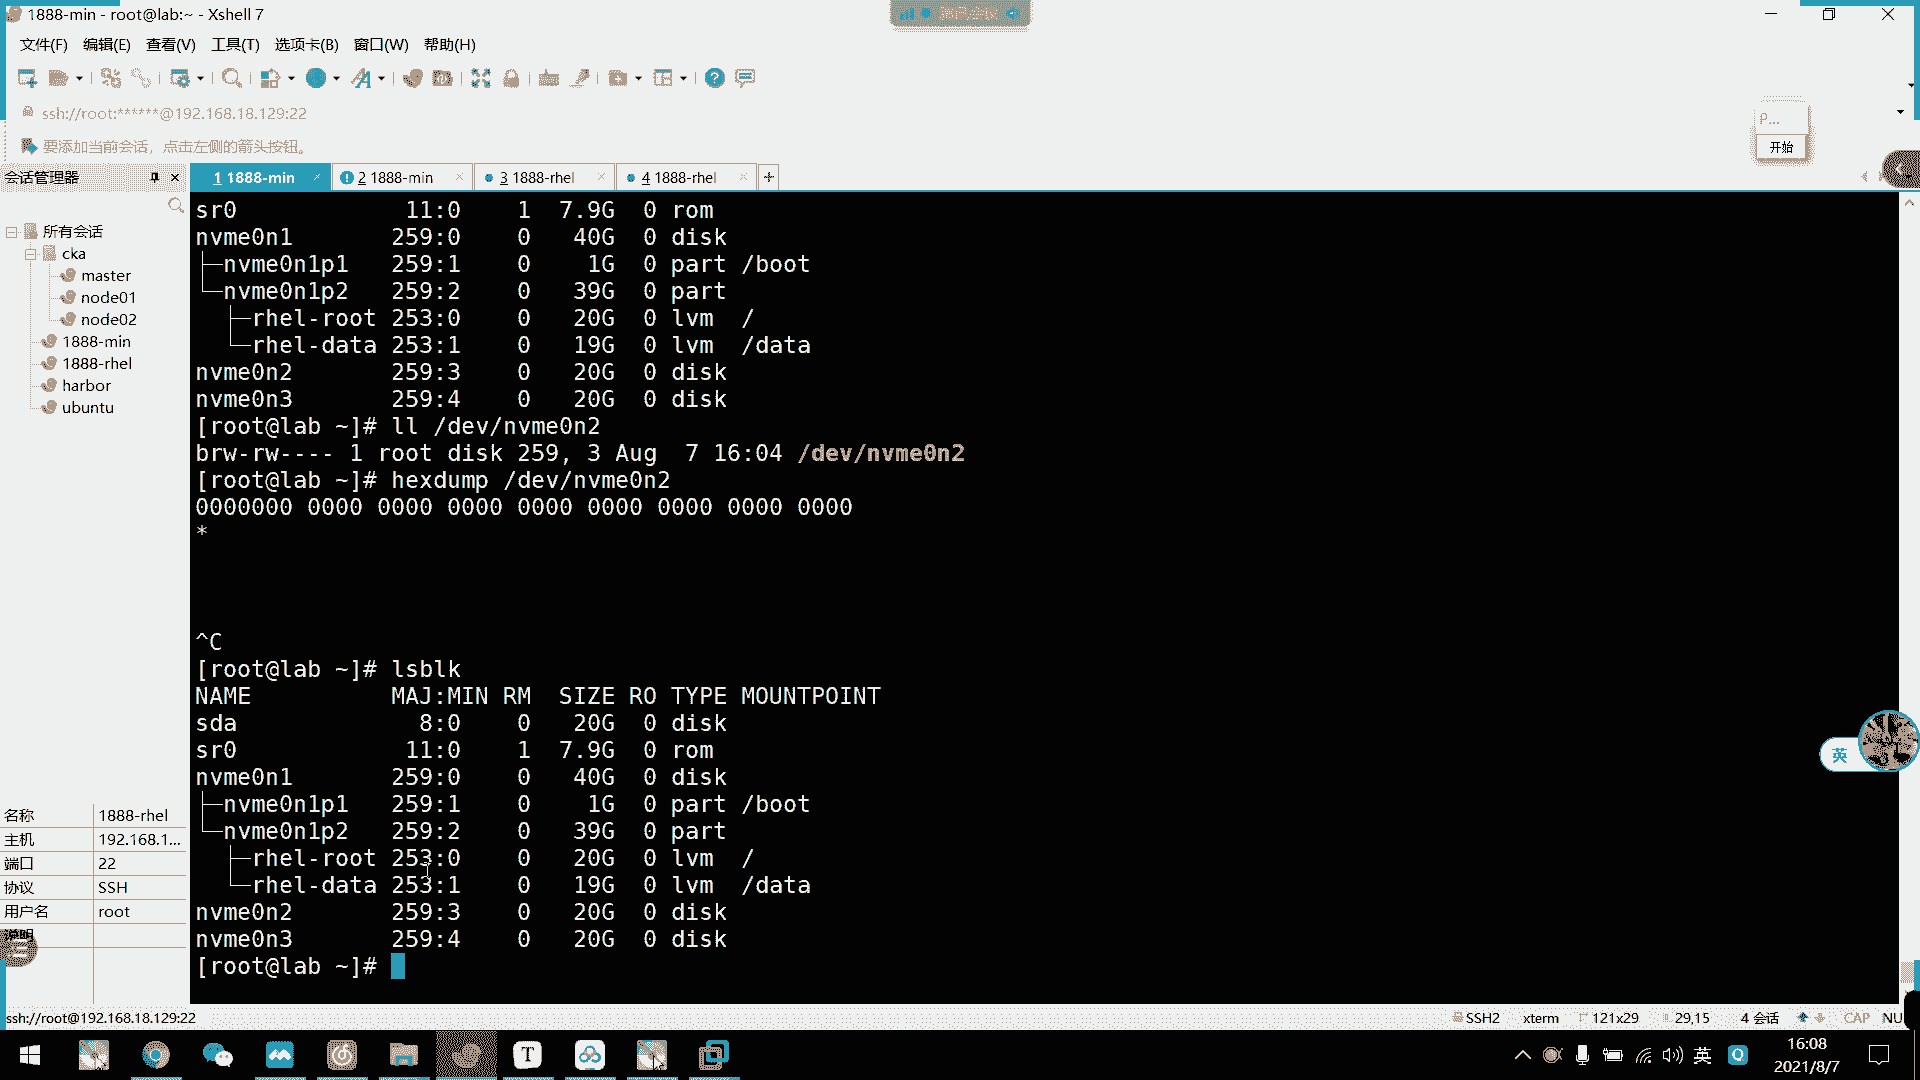 1888-min - root@lab:~ - Xshell 7
文件(F) 编辑(E) 查看(V) 工具(T) 选项卡(B) 窗口(W) 帮助(H)
ssh://root:******@192.168.18.129:22
要添加当前会话，点击左侧的箭头按钮。
P...
开始
会话管理器
1 1888-min
2 1888-min
3 1888-rhel
4 1888-rhel
所有会话
cka
master
node01
node02
1888-min
1888-rhel
harbor
ubuntu
名称 1888-rhel
主机 192.168.1...
端口 22
协议 SSH
用户名 root
说明
sr0 11:0 1 7.9G 0 rom
nvme0n1 259:0 0 40G 0 disk
├─nvme0n1p1 259:1 0 1G 0 part /boot
└─nvme0n1p2 259:2 0 39G 0 part
├─rhel-root 253:0 0 20G 0 lvm /
└─rhel-data 253:1 0 19G 0 lvm /data
nvme0n2 259:3 0 20G 0 disk
nvme0n3 259:4 0 20G 0 disk
[root@lab ~]# ll /dev/nvme0n2
brw-rw---- 1 root disk 259, 3 Aug 7 16:04 /dev/nvme0n2
[root@lab ~]# hexdump /dev/nvme0n2
0000000 0000 0000 0000 0000 0000 0000 0000 0000
*
^C
[root@lab ~]# lsblk
NAME MAJ:MIN RM SIZE RO TYPE MOUNTPOINT
sda 8:0 0 20G 0 disk
sr0 11:0 1 7.9G 0 rom
nvme0n1 259:0 0 40G 0 disk
├─nvme0n1p1 259:1 0 1G 0 part /boot
└─nvme0n1p2 259:2 0 39G 0 part
├─rhel-root 253:0 0 20G 0 lvm /
└─rhel-data 253:1 0 19G 0 lvm /data
nvme0n2 259:3 0 20G 0 disk
nvme0n3 259:4 0 20G 0 disk
[root@lab ~]#
英
ssh://root@192.168.18.129:22
SSH2 xterm 121x29 29,15 4 会话 CAP NU
T
英
16:08
2021/8/7